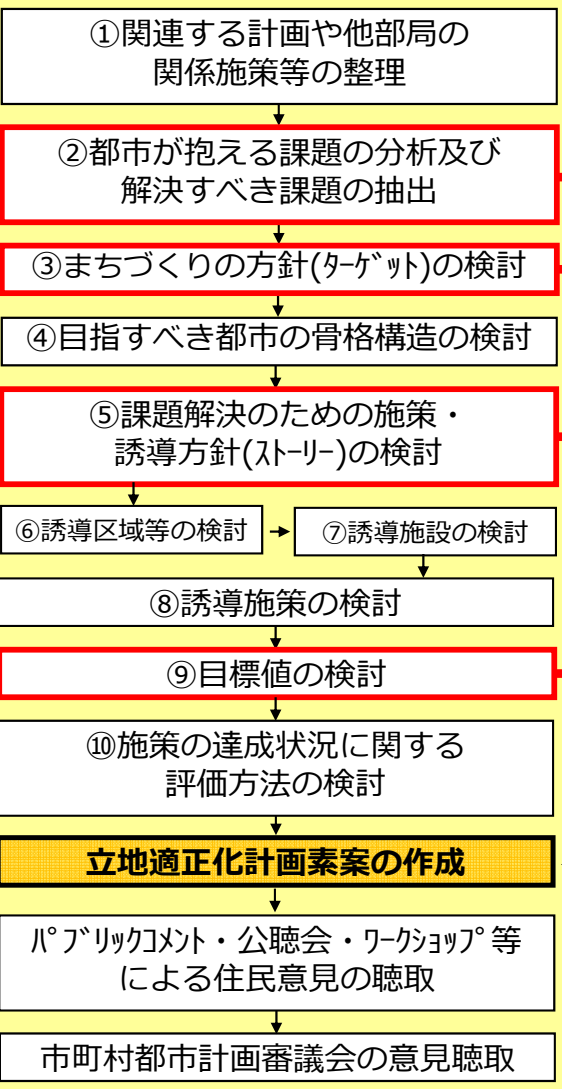 ①関連する計画や他部局の
関係施策等の整理
②都市が抱える課題の分析及び
解決すべき課題の抽出
③まちづくりの方針(ﾀｰｹﾞｯﾄ)の検討
④目指すべき都市の骨格構造の検討
⑤課題解決のための施策・
誘導方針(ｽﾄｰﾘｰ)の検討
⑥誘導区域等の検討
⑦誘導施設の検討
⑧誘導施策の検討
⑨目標値の検討
⑩施策の達成状況に関する
評価方法の検討
立地適正化計画素案の作成
ﾊﾟﾌﾞﾘｯｸｺﾒﾝﾄ・公聴会・ﾜｰｸｼｮｯﾌﾟ等
による住民意見の聴取
市町村都市計画審議会の意見聴取